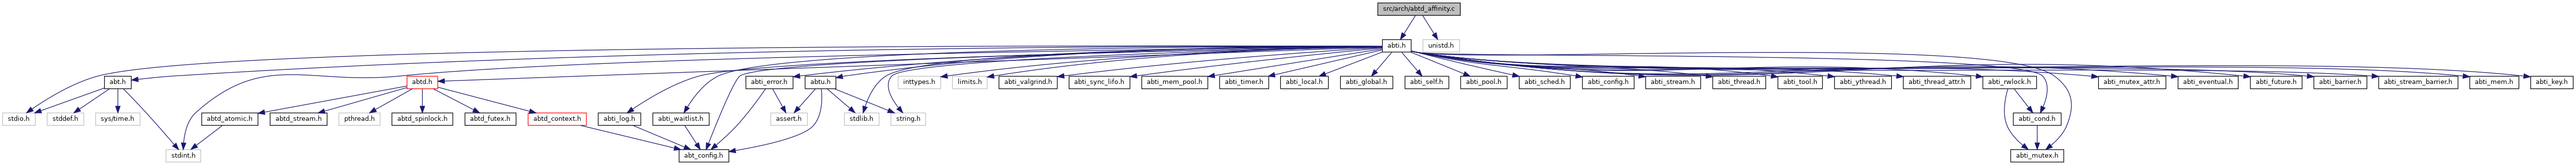 src/arch/abtd_affinity.c
abti.h
unistd.h
abt.h
abtd.h
abti_error.h
abtu.h
inttypes.h
limits.h
abti_valgrind.h
abti_sync_lifo.h
abti_mem_pool.h
abti_timer.h
abti_local.h
abti_global.h
abti_self.h
abti_pool.h
abti_sched.h
abti_config.h
abti_stream.h
abti_thread.h
abti_tool.h
abti_ythread.h
abti_thread_attr.h
abti_rwlock.h
abti_mutex_attr.h
abti_eventual.h
abti_future.h
abti_barrier.h
abti_stream_barrier.h
abti_mem.h
abti_key.h
stdio.h
stddef.h
sys/time.h
abtd_atomic.h
abtd_stream.h
pthread.h
abtd_spinlock.h
abtd_futex.h
abtd_context.h
abti_log.h
abti_waitlist.h
assert.h
stdlib.h
string.h
abti_cond.h
stdint.h
abt_config.h
abti_mutex.h